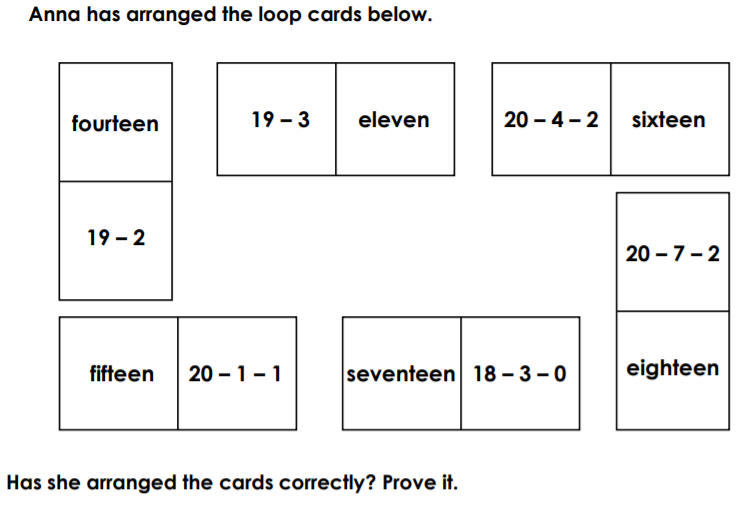 Anna has arranged the loop cards below.
fourteen
19 – 3 eleven
20 – 4 – 2 sixteen
19 – 2
20 – 7 – 2
fifteen 20 – 1 – 1
seventeen 18 – 3 – 0
eighteen
Has she arranged the cards correctly? Prove it.